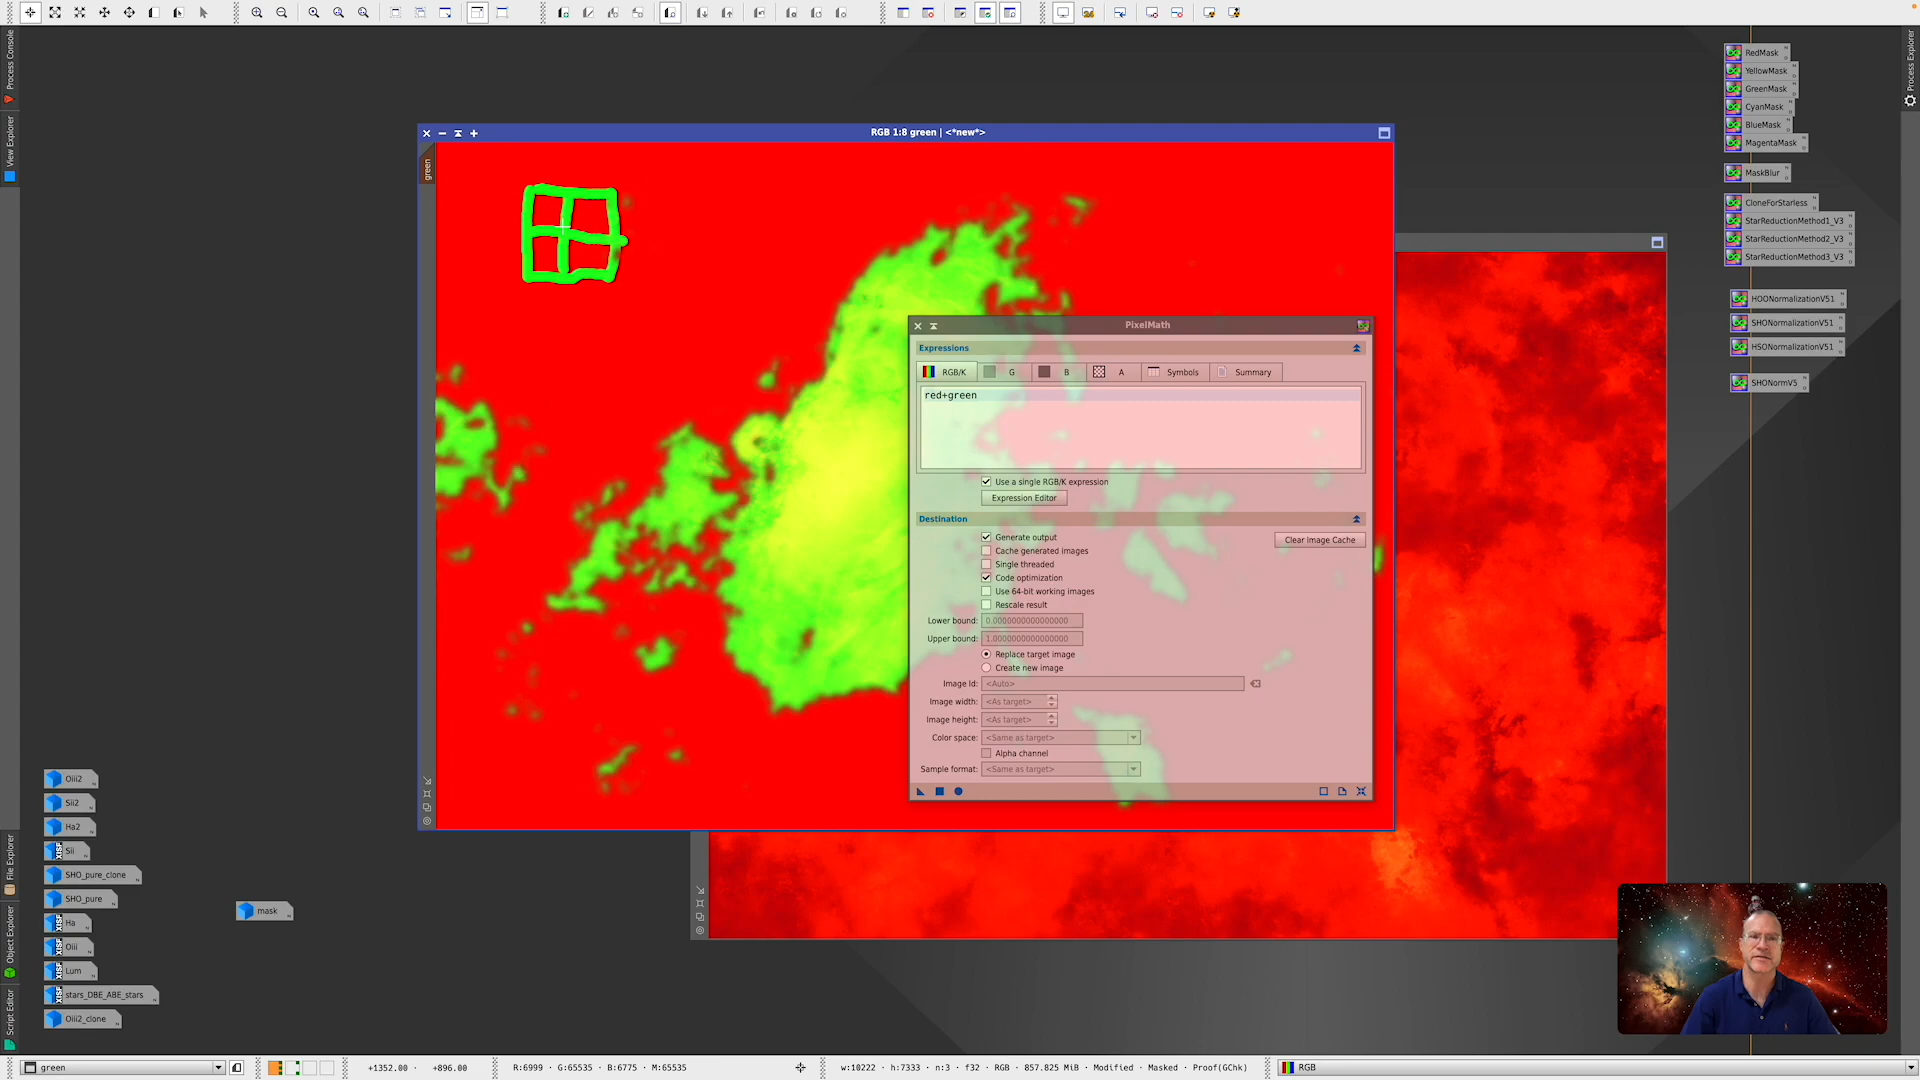 RGB 1:8 green | <*new*>
green
Process Console
View Explorer
File Explorer
Object Explorer
Script Editor
Process Explorer
RedMask
YellowMask
GreenMask
CyanMask
BlueMask
MagentaMask
MaskBlur
CloneForStarless
StarReductionMethod1_V3
StarReductionMethod2_V3
StarReductionMethod3_V3
HOONormalizationV51
SHONormalizationV51
HSONormalizationV51
SHONormV5
PixelMath
Expressions
RGB/K G B A Symbols Summary
red+green
Use a single RGB/K expression
Expression Editor
Destination
Generate output
Clear Image Cache
Cache generated images
Single threaded
Code optimization
Use 64-bit working images
Rescale result
Lower bound: 0.0000000000000000
Upper bound: 1.0000000000000000
Replace target image
Create new image
Image Id: <Auto>
Image width: <As target>
Image height: <As target>
Color space: <Same as target>
Alpha channel
Sample format: <Same as target>
Oiii2
Sii2
Ha2
Sii
SHO_pure_clone
SHO_pure
Ha
Oiii
Lum
stars_DBE_ABE_stars
Oiii2_clone
mask
green
+1352.00 · +896.00
R:6999 · G:65535 · B:6775 · M:65535
w:10222 · h:7333 · n:3 · f32 · RGB · 857.825 MiB · Modified · Masked · Proof(GChk)
RGB